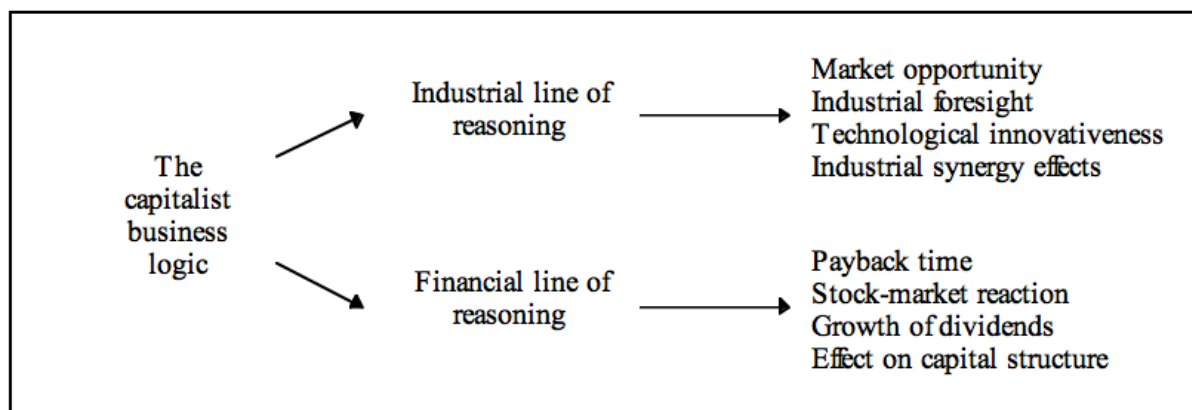 The
capitalist
business
logic
Industrial line of
reasoning
Market opportunity
Industrial foresight
Technological innovativeness
Industrial synergy effects
Financial line of
reasoning
Payback time
Stock-market reaction
Growth of dividends
Effect on capital structure